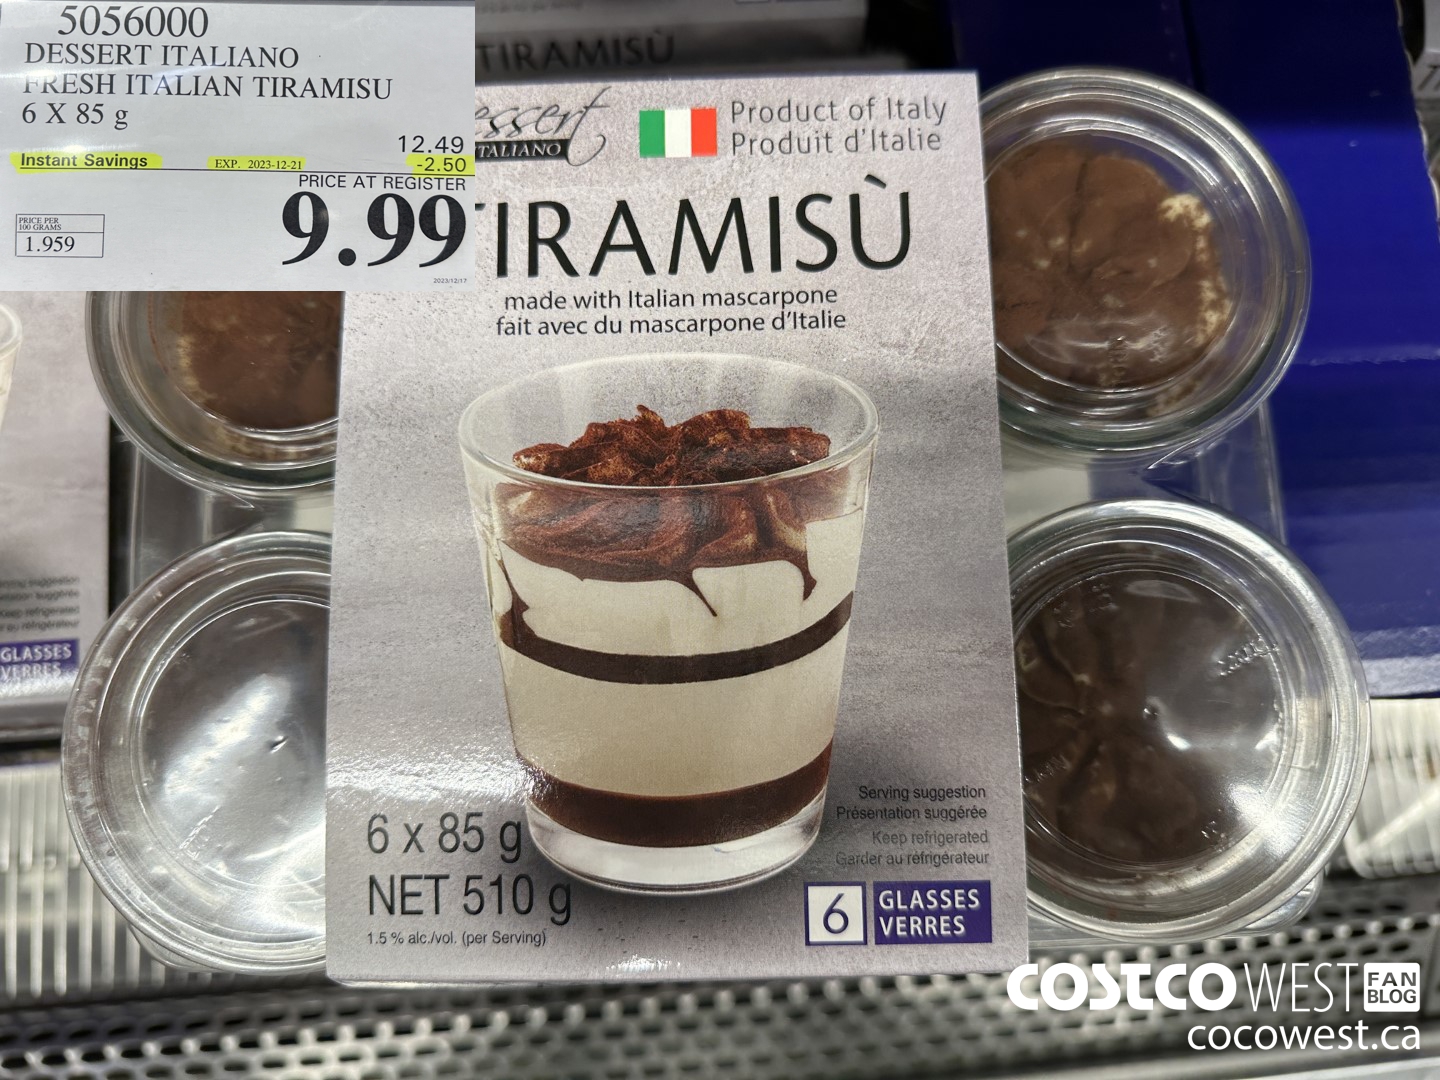 5056000
DESSERT ITALIANO
FRESH ITALIAN TIRAMISU
6 X 85 g
12.49
Instant Savings EXP. 2023-12-21 -2.50
PRICE AT REGISTER
9.99
PRICE PER
100 GRAMS
1.959
2023/12/17
TIRAMISÙ
Product of Italy
Produit d'Italie
TIRAMISÙ
made with Italian mascarpone
fait avec du mascarpone d'Italie
Serving suggestion
Présentation suggérée
Keep refrigerated
Garder au réfrigérateur
6 x 85 g
NET 510 g
1.5 % alc./vol. (per Serving)
6 GLASSES
VERRES
GLASSES
VERRES
COSTCO WEST FAN
BLOG
cocowest.ca